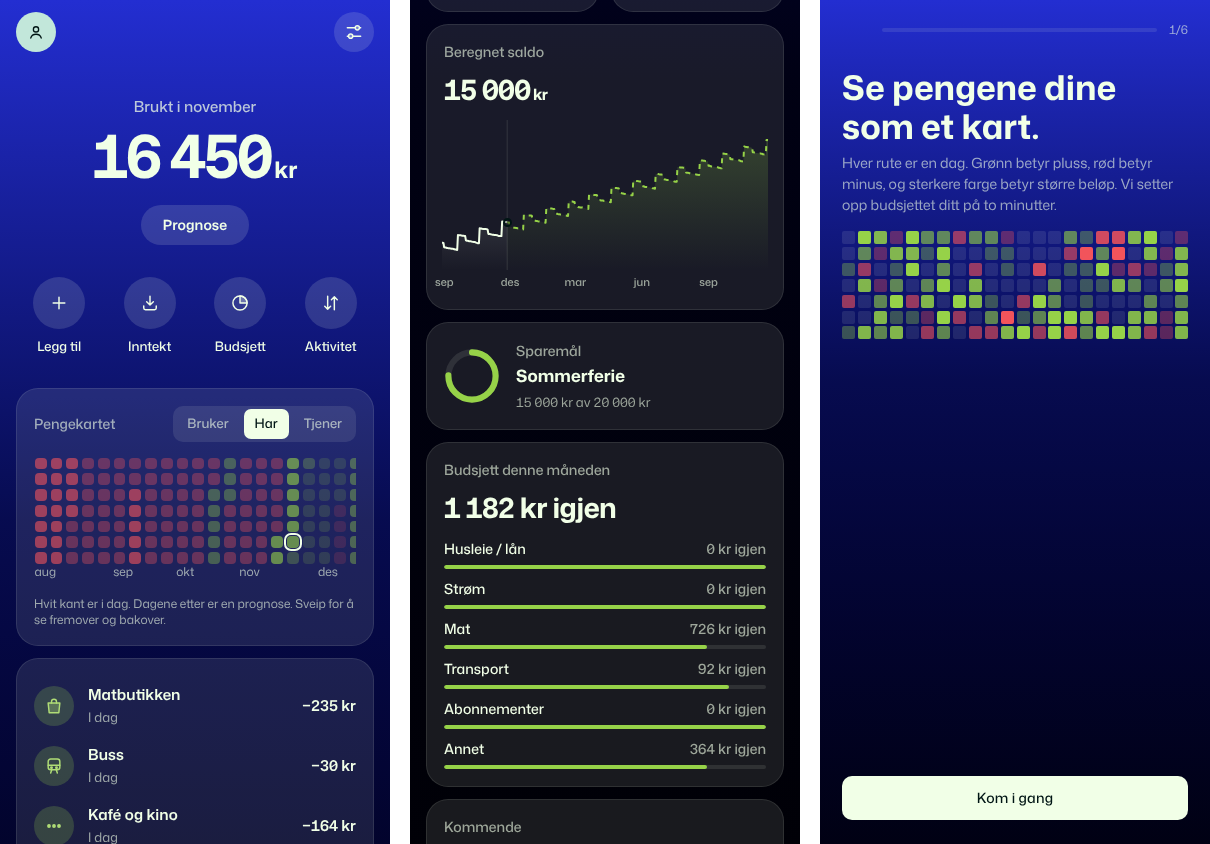 Brukt i november
16 450 kr
Prognose
Legg til
Inntekt
Budsjett
Aktivitet
Pengekartet
Bruker
Har
Tjener
aug
sep
okt
nov
des
Hvit kant er i dag. Dagene etter er en prognose. Sveip for å
se fremover og bakover.
Matbutikken
I dag
−235 kr
Buss
I dag
−30 kr
Kafé og kino
I dag
−164 kr
Beregnet saldo
15 000 kr
sep
des
mar
jun
sep
Sparemål
Sommerferie
15 000 kr av 20 000 kr
Budsjett denne måneden
1 182 kr igjen
Husleie / lån
0 kr igjen
Strøm
0 kr igjen
Mat
726 kr igjen
Transport
92 kr igjen
Abonnementer
0 kr igjen
Annet
364 kr igjen
Kommende
1/6
Se pengene dine
som et kart.
Hver rute er en dag. Grønn betyr pluss, rød betyr
minus, og sterkere farge betyr større beløp. Vi setter
opp budsjettet ditt på to minutter.
Kom i gang